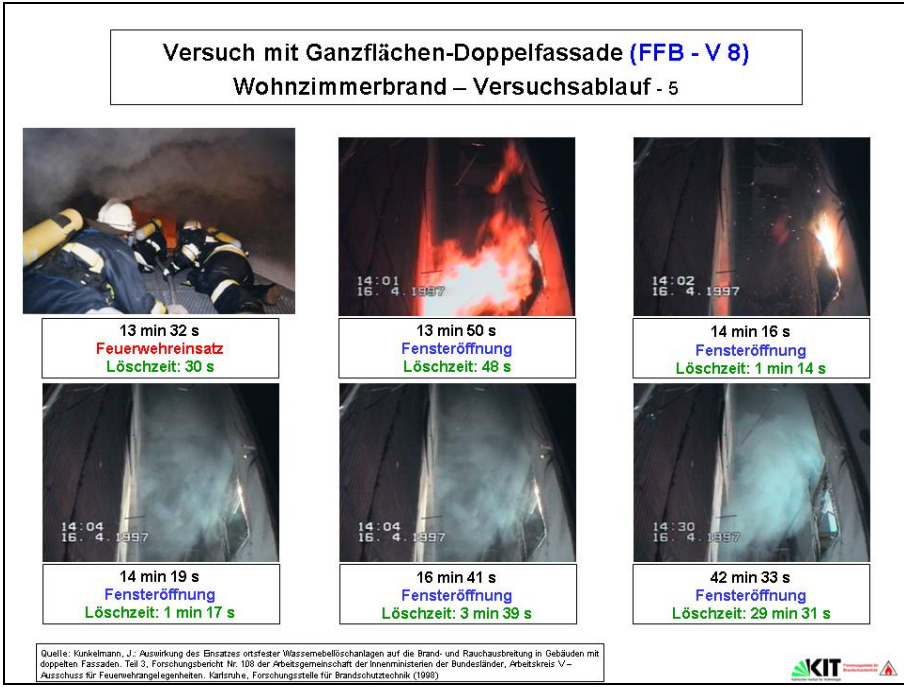 Versuch mit Ganzflächen-Doppelfassade (FFB - V 8)
Wohnzimmerbrand – Versuchsablauf - 5
14:01
16. 4.1997
14:02
16. 4.1997
13 min 32 s
Feuerwehreinsatz
Löschzeit: 30 s
13 min 50 s
Fensteröffnung
Löschzeit: 48 s
14 min 16 s
Fensteröffnung
Löschzeit: 1 min 14 s
14:04
16. 4.1997
14:04
16. 4.1997
14:30
16. 4.1997
14 min 19 s
Fensteröffnung
Löschzeit: 1 min 17 s
16 min 41 s
Fensteröffnung
Löschzeit: 3 min 39 s
42 min 33 s
Fensteröffnung
Löschzeit: 29 min 31 s
Quelle: Kunkelmann, J.: Auswirkung des Einsatzes ortsfester Wassernebellöschanlagen auf die Brand- und Rauchausbreitung in Gebäuden mit
doppelten Fassaden. Teil 3, Forschungsbericht Nr. 108 der Arbeitsgemeinschaft der Innenministerien der Bundesländer, Arbeitskreis V –
Ausschuss für Feuerwehrangelegenheiten. Karlsruhe, Forschungsstelle für Brandschutztechnik (1998)
KIT
Forschungsstelle für
Brandschutztechnik